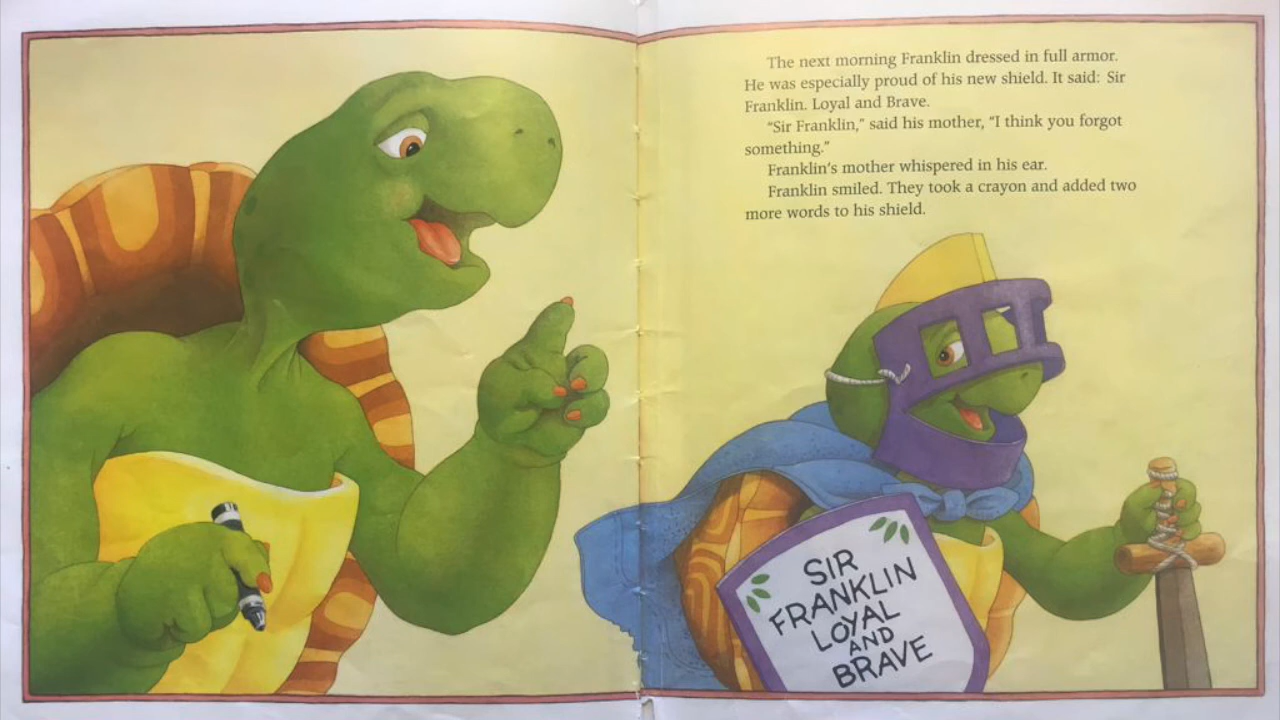 The next morning Franklin dressed in full armor.
He was especially proud of his new shield. It said: Sir
Franklin. Loyal and Brave.
"Sir Franklin," said his mother, "I think you forgot
something."
Franklin's mother whispered in his ear.
Franklin smiled. They took a crayon and added two
more words to his shield.
SIR
FRANKLIN
LOYAL
AND
BRAVE